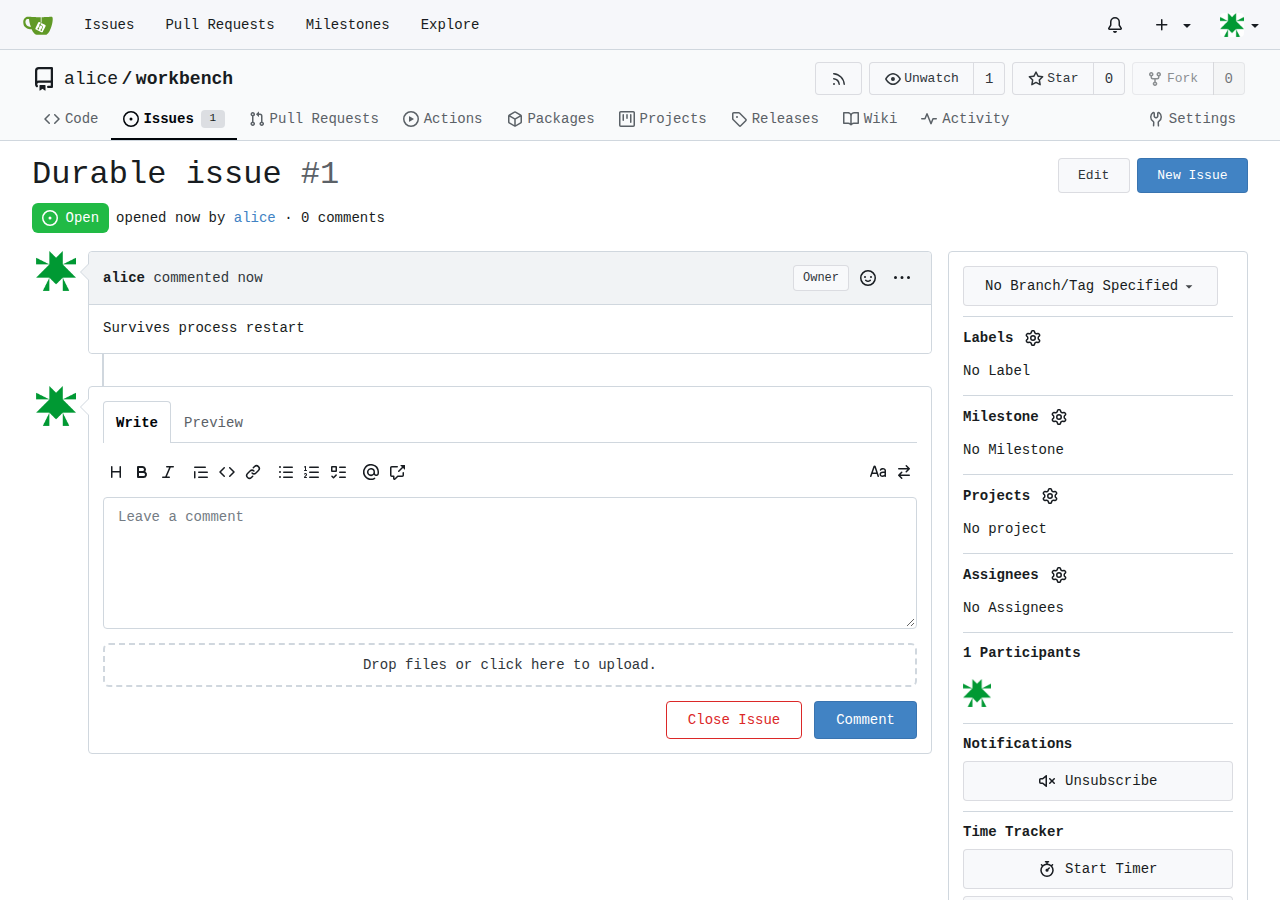 Issues Pull Requests Milestones Explore
alice/workbench Unwatch 1 Star 0 Fork 0
Code Issues 1 Pull Requests Actions Packages Projects Releases Wiki Activity Settings
Durable issue #1 Edit New Issue
Open opened now by alice · 0 comments
alice commented now Owner
Survives process restart
Write Preview
Leave a comment
Drop files or click here to upload.
Close Issue Comment
No Branch/Tag Specified
Labels
No Label
Milestone
No Milestone
Projects
No project
Assignees
No Assignees
1 Participants
Notifications
Unsubscribe
Time Tracker
Start Timer